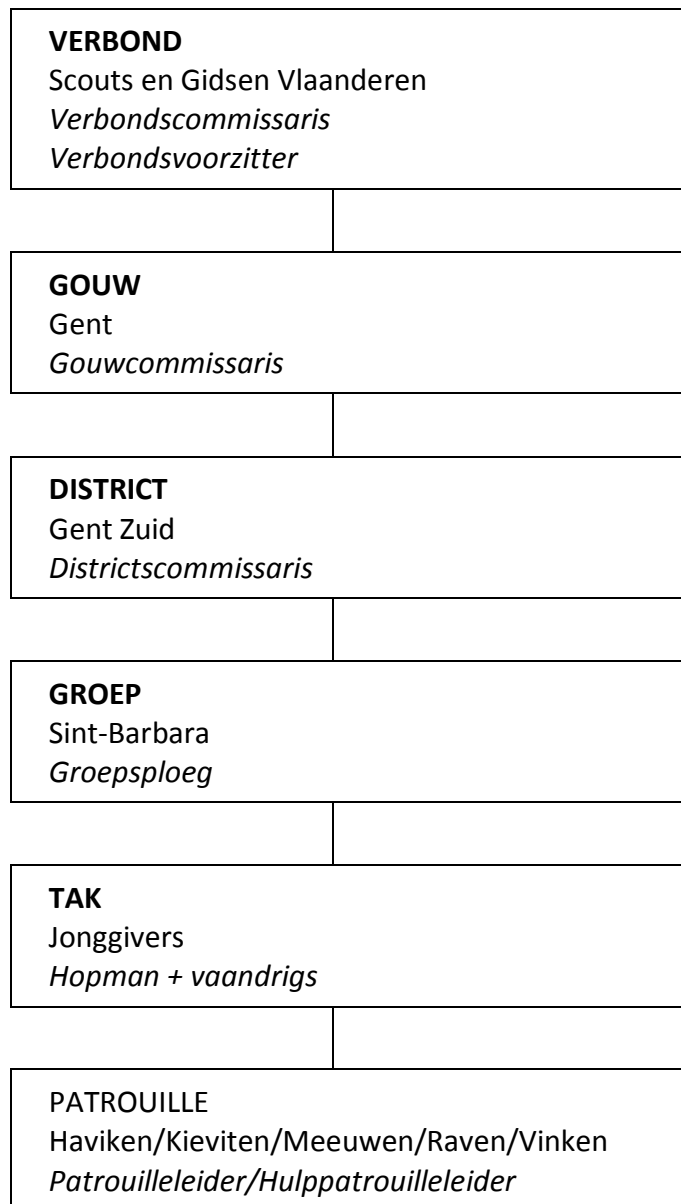 VERBOND
Scouts en Gidsen Vlaanderen
Verbondscommissaris
Verbondsvoorzitter
GOUW
Gent
Gouwcommissaris
DISTRICT
Gent Zuid
Districtscommissaris
GROEP
Sint-Barbara
Groepsploeg
TAK
Jonggivers
Hopman + vaandrigs
PATROUILLE
Haviken/Kieviten/Meeuwen/Raven/Vinken
Patrouilleleider/Hulppatrouilleleider